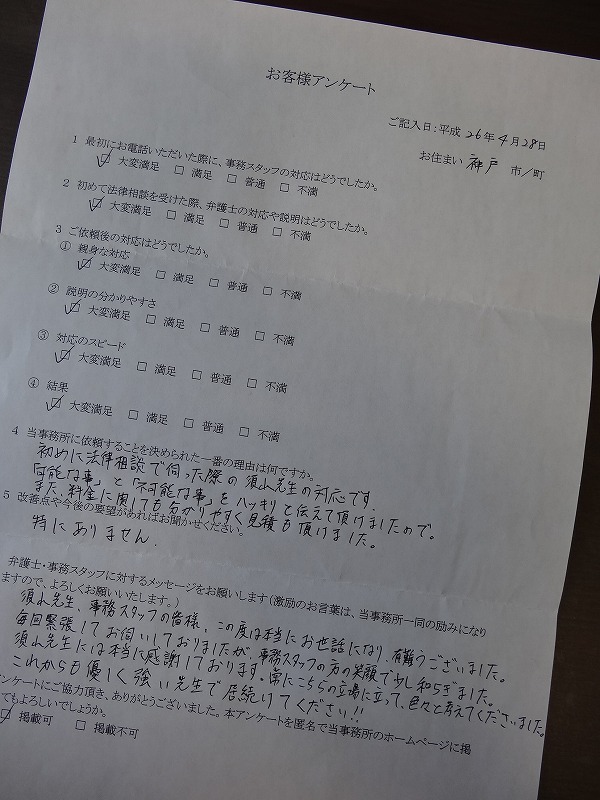 お客様アンケート
ご記入日:平成 26年 4月 28日
お住まい 神戸 市/町
1 最初にお電話いただいた際に、事務スタッフの対応はどうでしたか。
☑ 大変満足 □ 満足 □ 普通 □ 不満
2 初めて法律相談を受けた際、弁護士の対応や説明はどうでしたか。
☑ 大変満足 □ 満足 □ 普通 □ 不満
3 ご依頼後の対応はどうでしたか。
① 親身な対応
☑ 大変満足 □ 満足 □ 普通 □ 不満
② 説明の分かりやすさ
☑ 大変満足 □ 満足 □ 普通 □ 不満
③ 対応のスピード
☑ 大変満足 □ 満足 □ 普通 □ 不満
④ 結果
☑ 大変満足 □ 満足 □ 普通 □ 不満
4 当事務所に依頼することを決められた一番の理由は何ですか。
初めに法律相談で伺った際の須山先生の対応です。
「可能な事」と「不可能な事」をハッキリと伝えて頂けましたので。
また、料金に関しても分かりやすく見積も頂けました。
5 改善点や今後の要望があればお聞かせください。
特にありません.
弁護士・事務スタッフに対するメッセージをお願いします(激励のお言葉は、当事務所一同の励みになり
ますので、よろしくお願いいたします。)
須山先生、事務スタッフの皆様、この度は本当にお世話になり、有難うございました。
毎回緊張してお伺いしておりましたが、事務スタッフの方の笑顔で少し和らぎました。
須山先生には本当に感謝しております。常にこちらの立場に立って、色々と考えてくださいました。
これからも優しく強い先生で居続けてください!!
ンケートにご協力頂き、ありがとうございました。本アンケートを匿名で当事務所のホームページに掲
てもよろしいでしょうか。
☑ 掲載可 □ 掲載不可